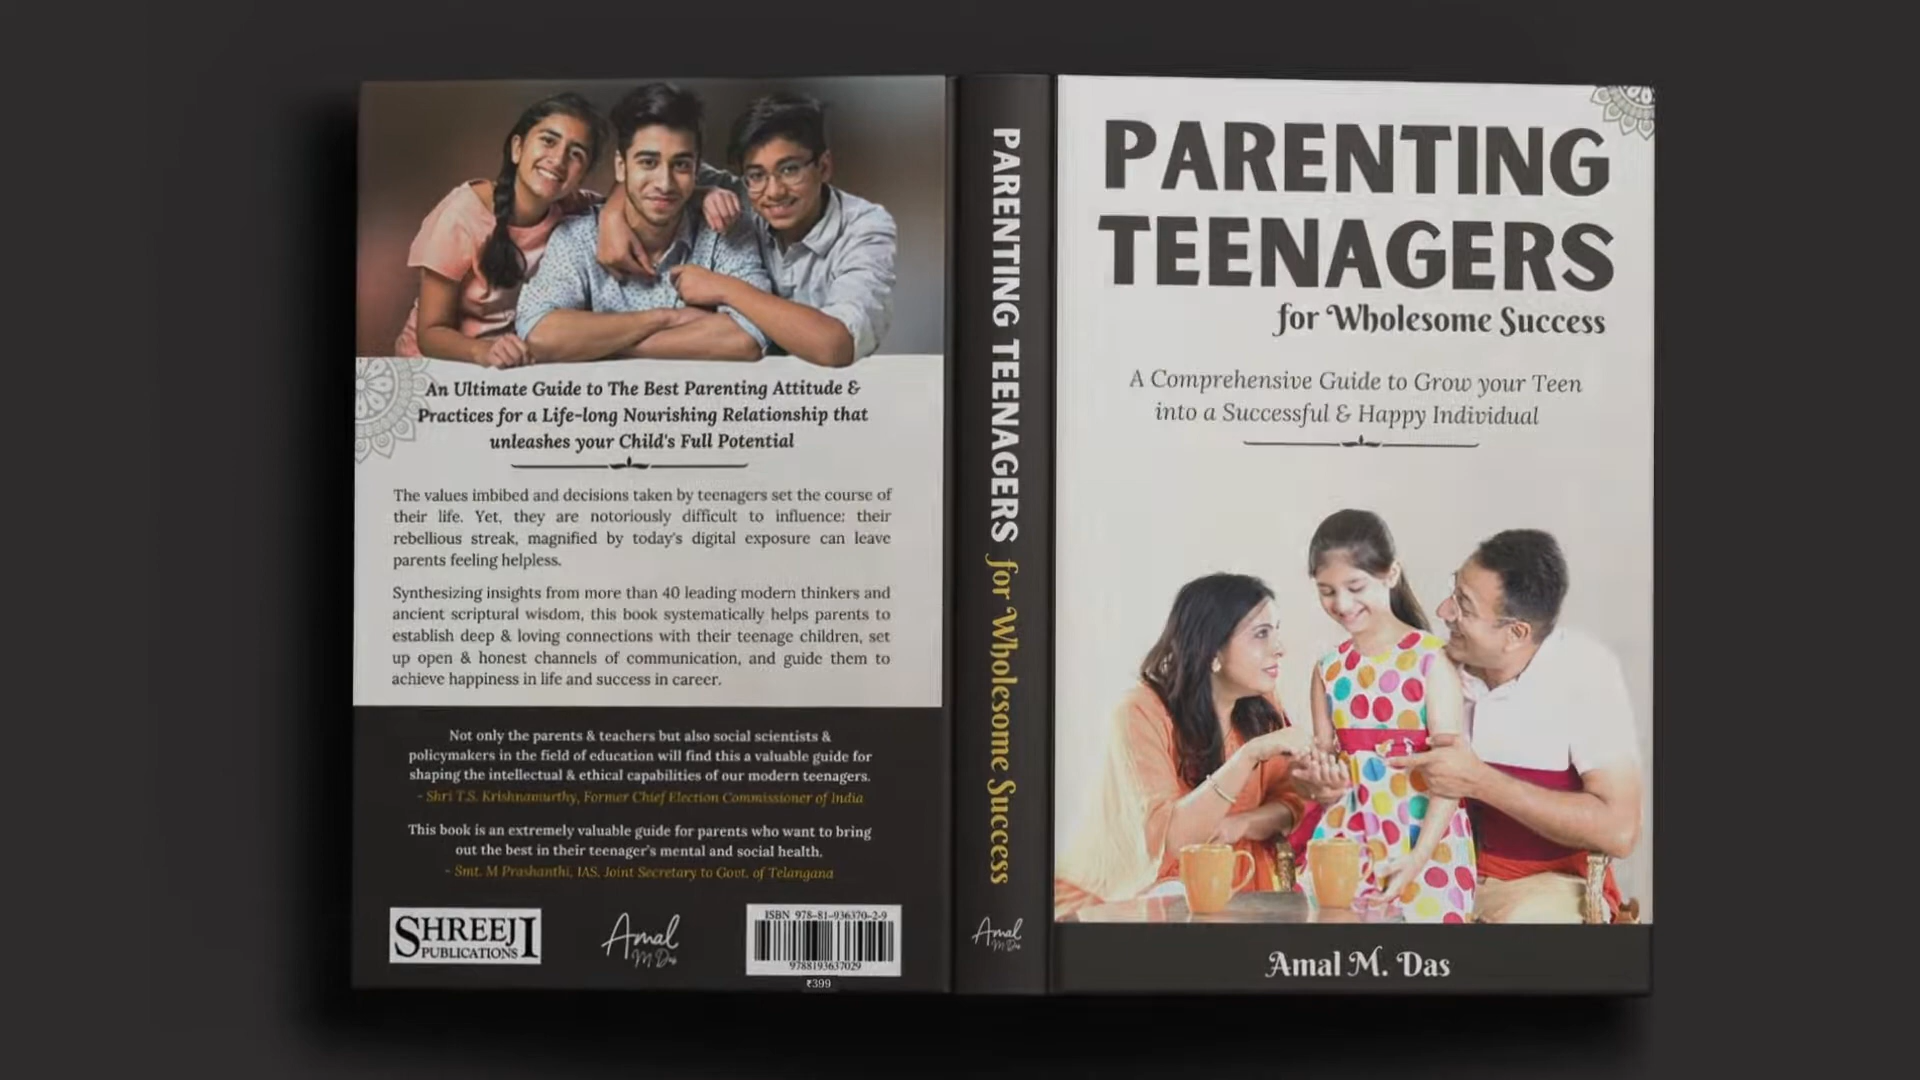 An Ultimate Guide to The Best Parenting Attitude &
Practices for a Life-long Nourishing Relationship that
unleashes your Child's Full Potential
The values imbibed and decisions taken by teenagers set the course of
their life. Yet, they are notoriously difficult to influence: their
rebellious streak, magnified by today's digital exposure can leave
parents feeling helpless.
Synthesizing insights from more than 40 leading modern thinkers and
ancient scriptural wisdom, this book systematically helps parents to
establish deep & loving connections with their teenage children, set
up open & honest channels of communication, and guide them to
achieve happiness in life and success in career.
Not only the parents & teachers but also social scientists &
policymakers in the field of education will find this a valuable guide for
shaping the intellectual & ethical capabilities of our modern teenagers.
- Shri T.S. Krishnamurthy, Former Chief Election Commissioner of India
This book is an extremely valuable guide for parents who want to bring
out the best in their teenager's mental and social health.
- Smt. M Prashanthi, IAS, Joint Secretary to Govt. of Telangana
SHREEJI
PUBLICATIONS
Amal
M Das
ISBN 978-81-936370-2-9
9788193637029
₹399
PARENTING TEENAGERS for Wholesome Success
Amal
M Das
PARENTING
TEENAGERS
for Wholesome Success
A Comprehensive Guide to Grow your Teen
into a Successful & Happy Individual
Amal M. Das